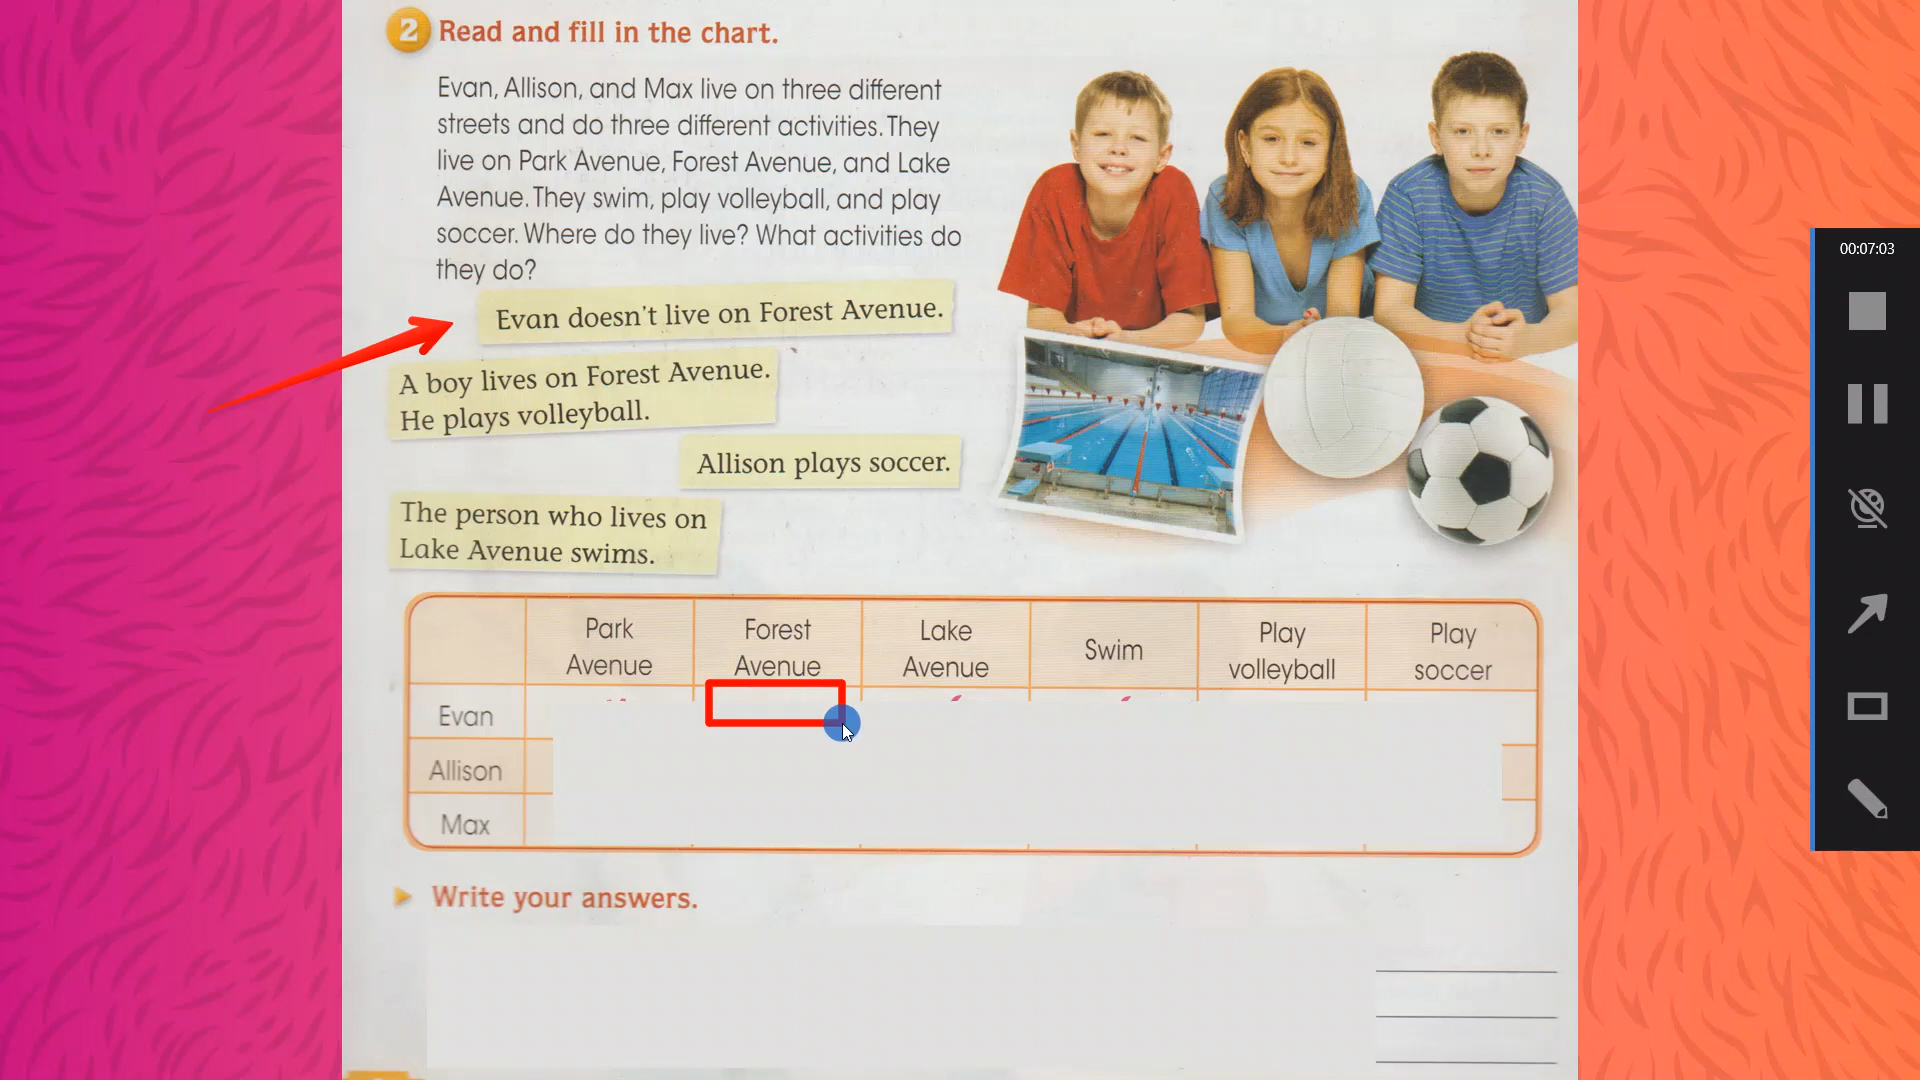 2 Read and fill in the chart.
Evan, Allison, and Max live on three different
streets and do three different activities. They
live on Park Avenue, Forest Avenue, and Lake
Avenue. They swim, play volleyball, and play
soccer. Where do they live? What activities do
they do?
Evan doesn't live on Forest Avenue.
A boy lives on Forest Avenue.
He plays volleyball.
Allison plays soccer.
The person who lives on
Lake Avenue swims.
Park Avenue Forest Avenue Lake Avenue Swim Play volleyball Play soccer
Evan
Allison
Max
Write your answers.
00:07:03